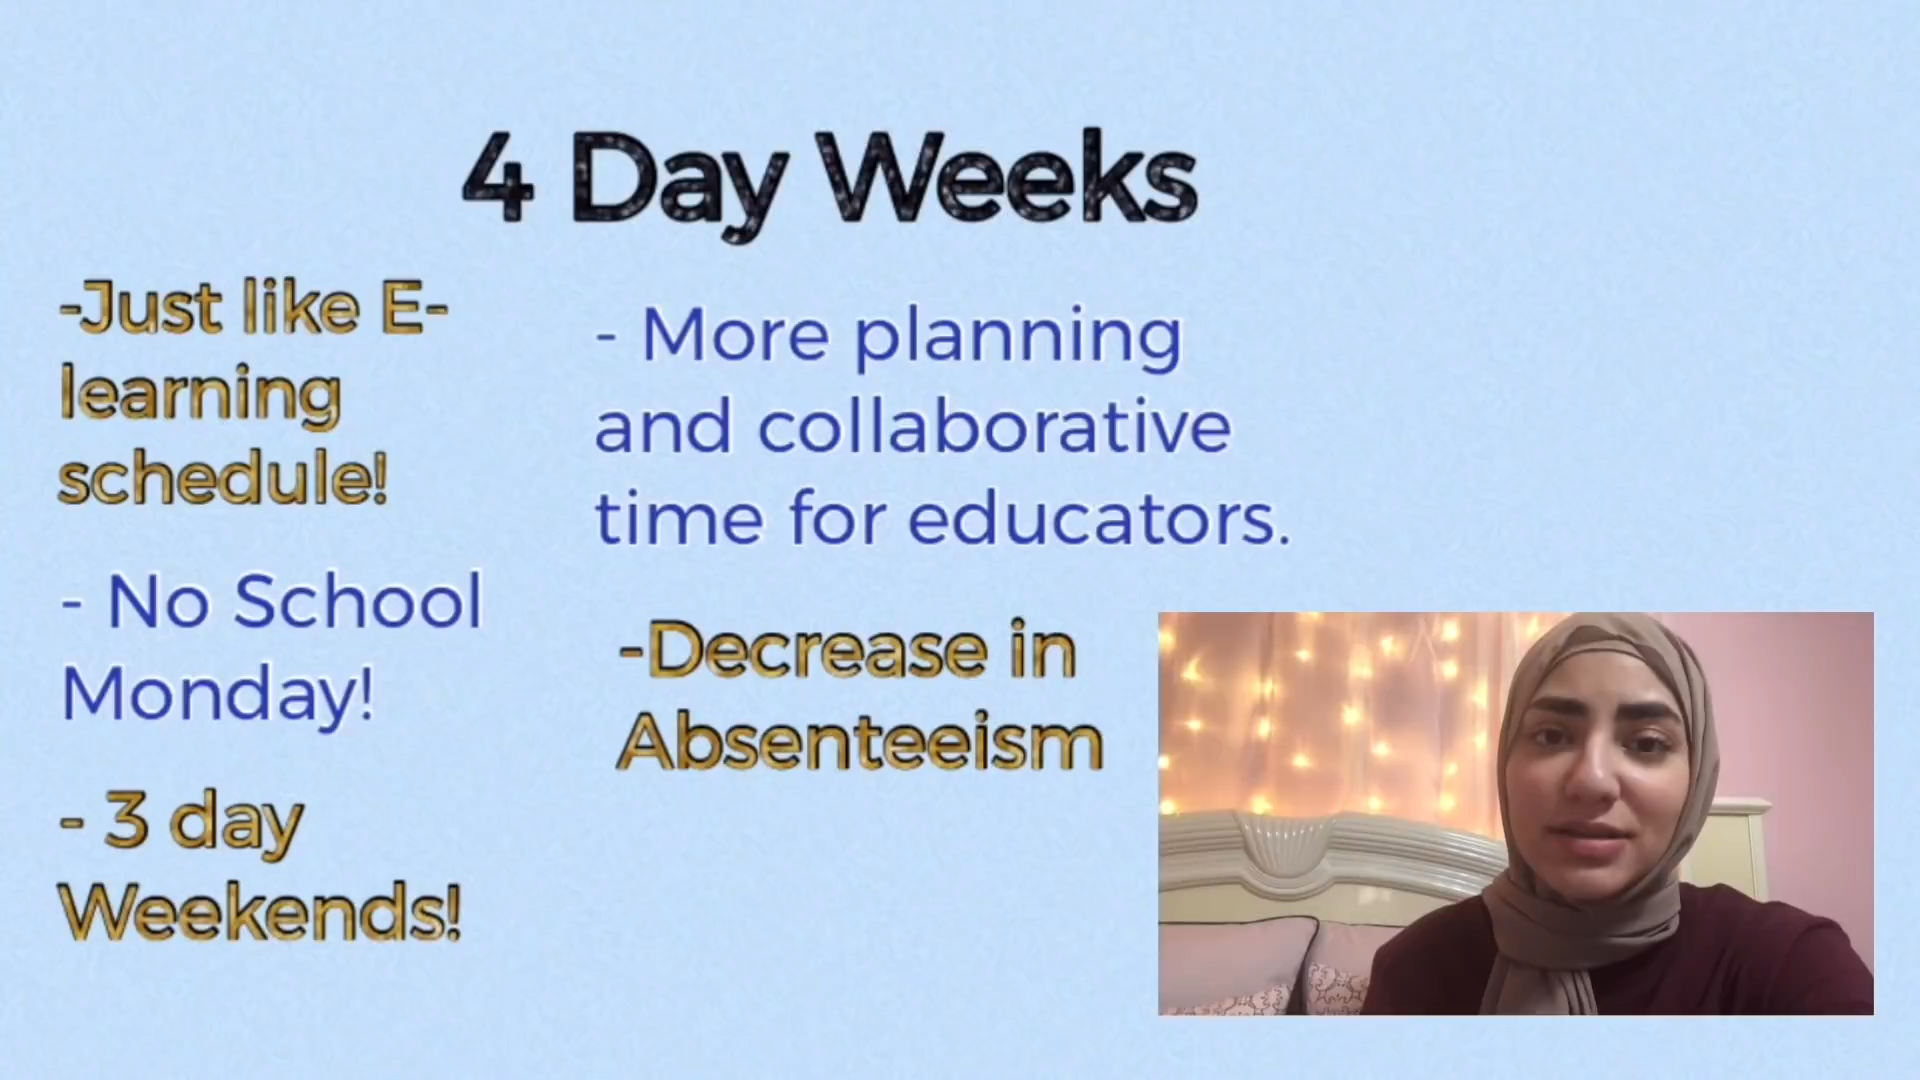 4 Day Weeks
-Just like E-
learning
schedule!
- No School
Monday!
- 3 day
Weekends!
- More planning
and collaborative
time for educators.
-Decrease in
Absenteeism